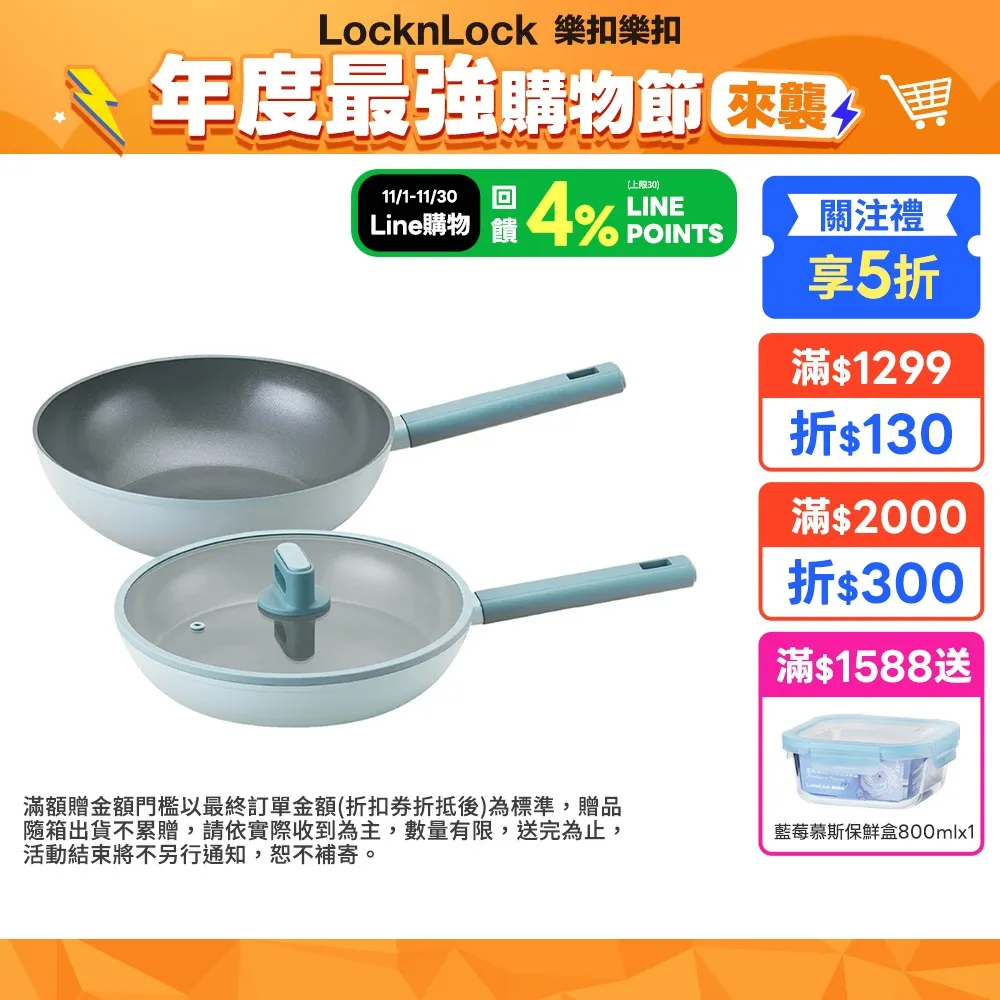 LocknLock 樂扣樂扣
年度最強購物節 來襲
11/1-11/30
Line購物
回饋
4%
(上限30)
LINE
POINTS
關注禮
享5折
滿$1299
折$130
滿$2000
折$300
滿$1588送
藍莓慕斯保鮮盒800mlx1
滿額贈金額門檻以最終訂單金額(折扣券折抵後)為標準，贈品
隨箱出貨不累贈，請依實際收到為主，數量有限，送完為止，
活動結束將不另行通知，恕不補寄。